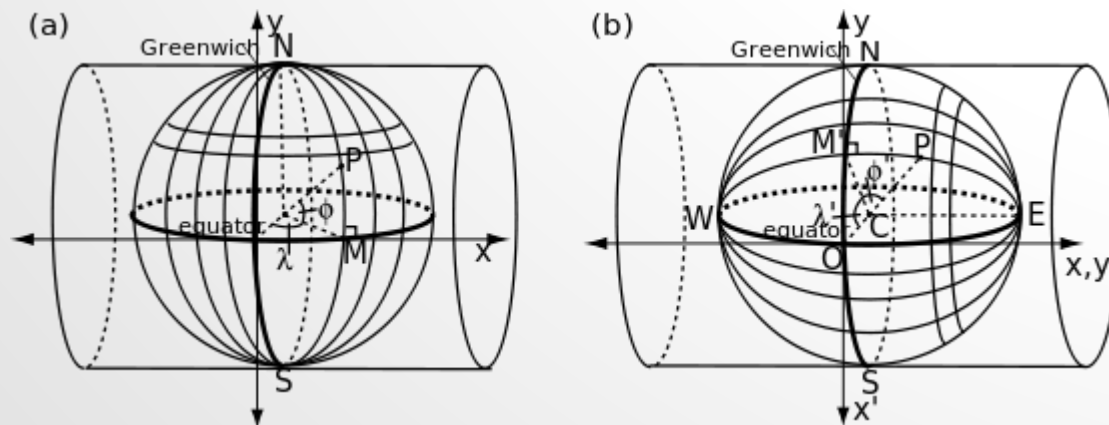 (a)
y
Greenwich
N
P
ϕ
equator
M
x
λ
S
(b)
y
Greenwich
N
M'
P
ϕ'
W
λ'
C
E
equator
O
x,y'
S
x'